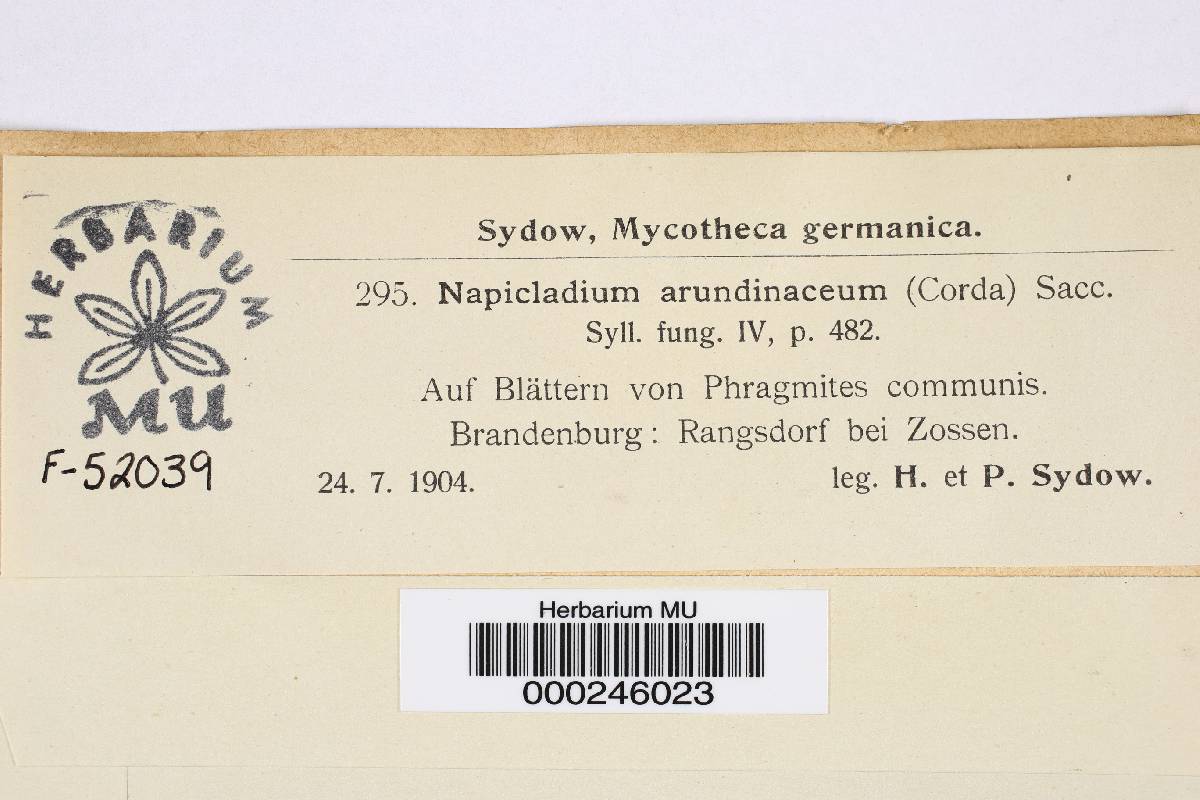 HERBARIUM
MU
F-52039
Sydow, Mycotheca germanica.
295. Napicladium arundinaceum (Corda) Sacc.
Syll. fung. IV, p. 482.
Auf Blättern von Phragmites communis.
Brandenburg: Rangsdorf bei Zossen.
24. 7. 1904. leg. H. et P. Sydow.
Herbarium MU
000246023